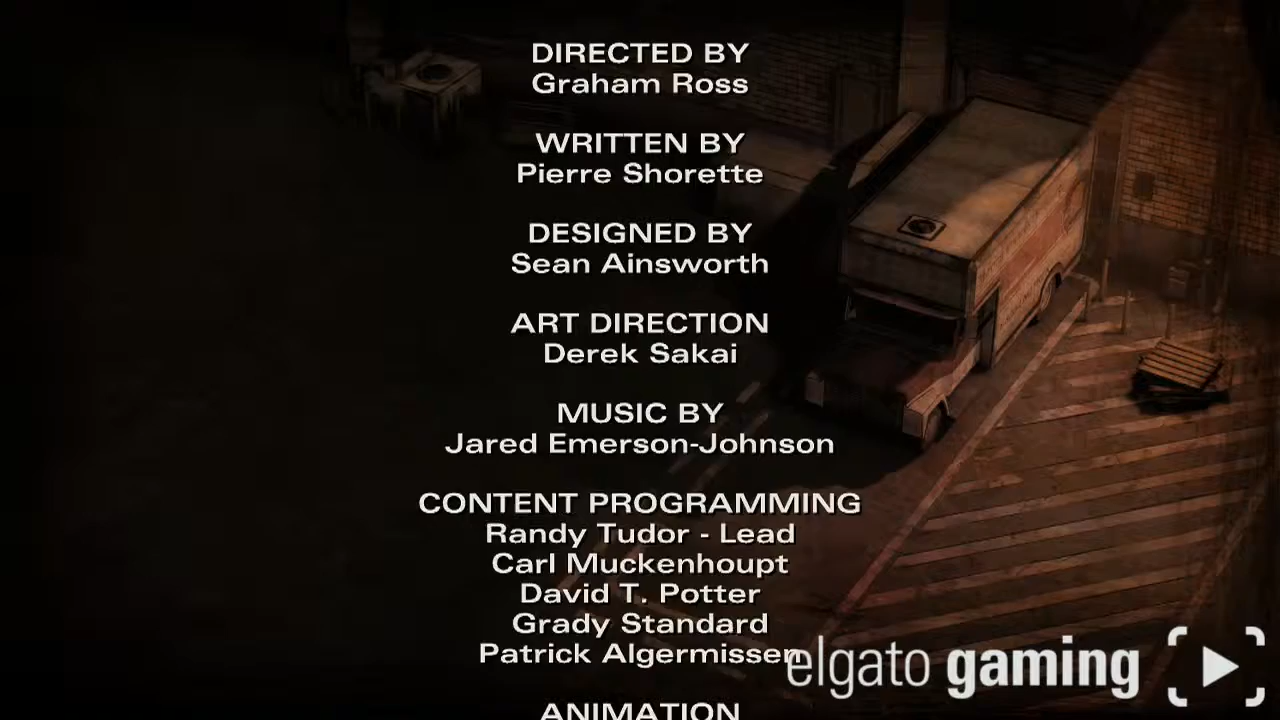 DIRECTED BY
Graham Ross
WRITTEN BY
Pierre Shorette
DESIGNED BY
Sean Ainsworth
ART DIRECTION
Derek Sakai
MUSIC BY
Jared Emerson-Johnson
CONTENT PROGRAMMING
Randy Tudor - Lead
Carl Muckenhoupt
David T. Potter
Grady Standard
Patrick Algermissen
elgato gaming
ANIMATION